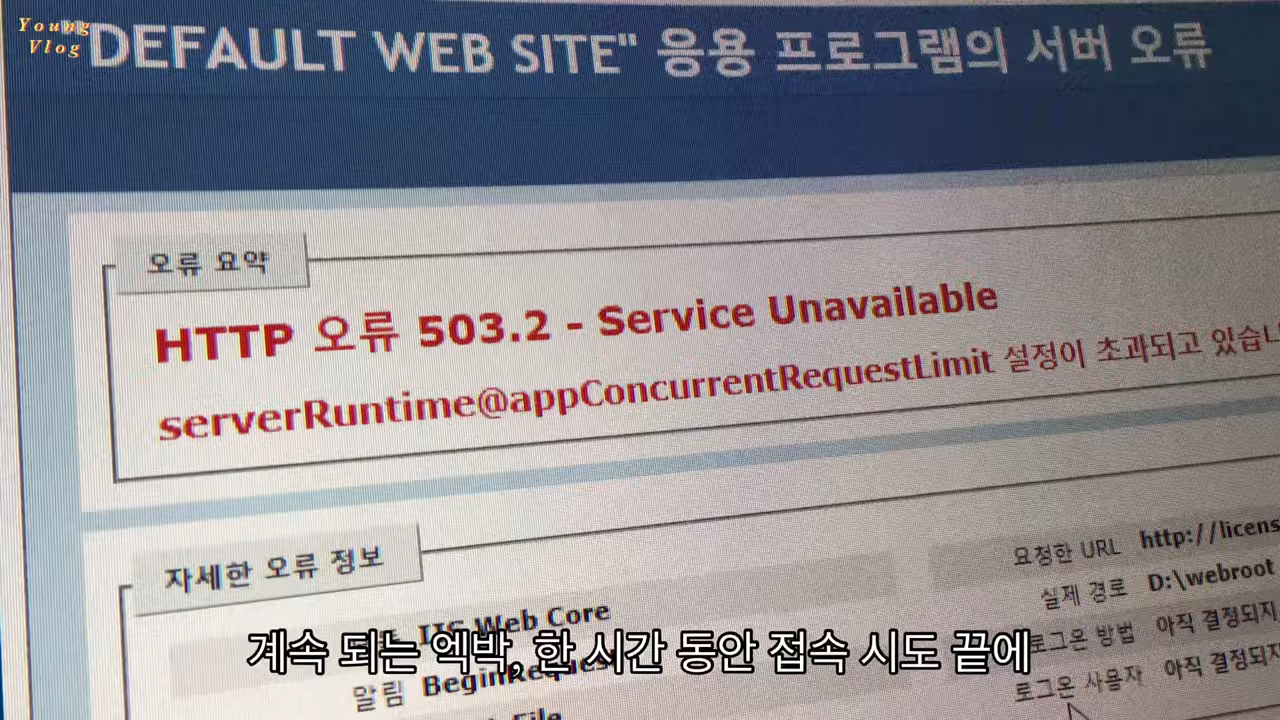 Young
Vlog
DEFAULT WEB SITE" 응용 프로그램의 서버 오류
오류 요약
HTTP 오류 503.2 - Service Unavailable
serverRuntime@appConcurrentRequestLimit 설정이 초과되고
자세한 오류 정보
요청한 URL http://licens
IIS Web Core
실제 경로 D:\webroot
로그온 방법 아직 결정되지
알림 BeginRequest
로그온 사용자 아직 결정되지
File
계속 되는 엑박, 한 시간 동안 접속 시도 끝에